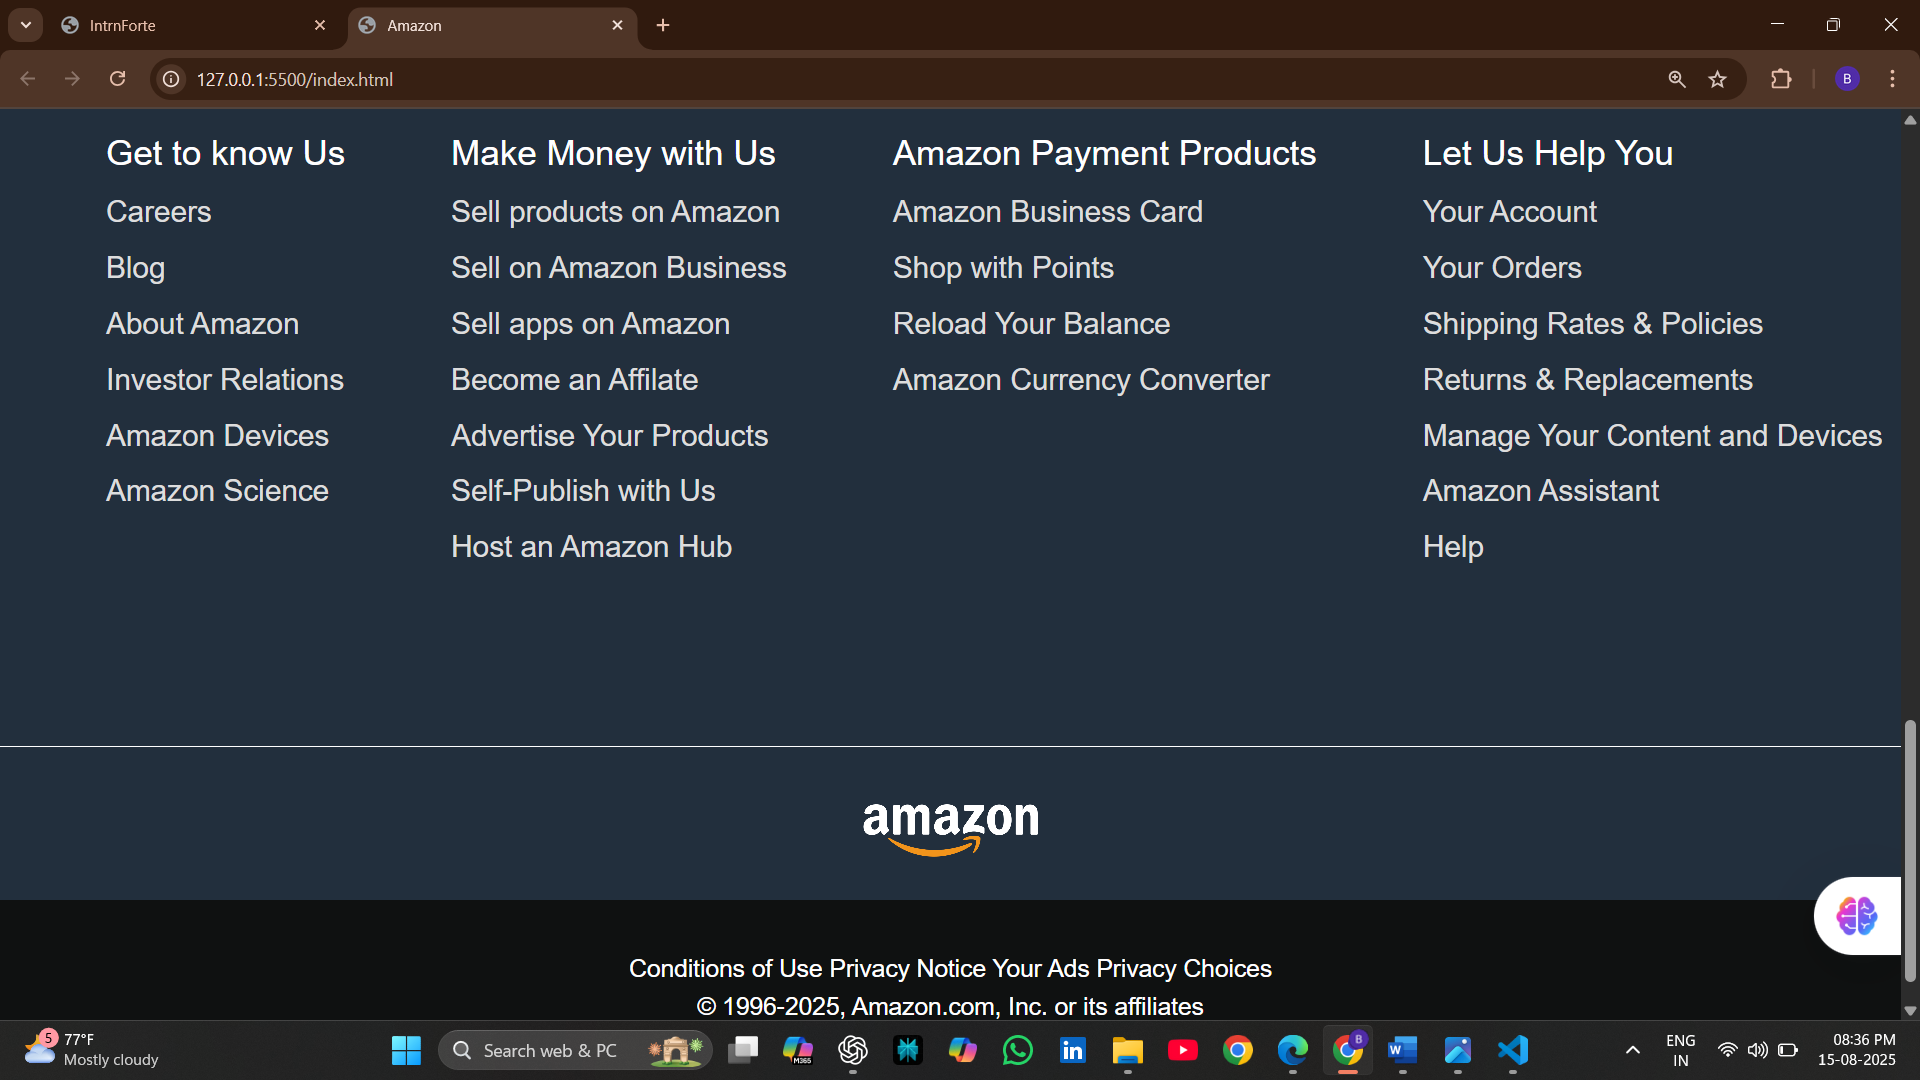 IntrnForte
Amazon
127.0.0.1:5500/index.html
B
Get to know Us
Careers
Blog
About Amazon
Investor Relations
Amazon Devices
Amazon Science
Make Money with Us
Sell products on Amazon
Sell on Amazon Business
Sell apps on Amazon
Become an Affilate
Advertise Your Products
Self-Publish with Us
Host an Amazon Hub
Amazon Payment Products
Amazon Business Card
Shop with Points
Reload Your Balance
Amazon Currency Converter
Let Us Help You
Your Account
Your Orders
Shipping Rates & Policies
Returns & Replacements
Manage Your Content and Devices
Amazon Assistant
Help
amazon
Conditions of Use Privacy Notice Your Ads Privacy Choices
© 1996-2025, Amazon.com, Inc. or its affiliates
5
77°F
Mostly cloudy
Search web & PC
M365
in
B
W
ENG
IN
08:36 PM
15-08-2025